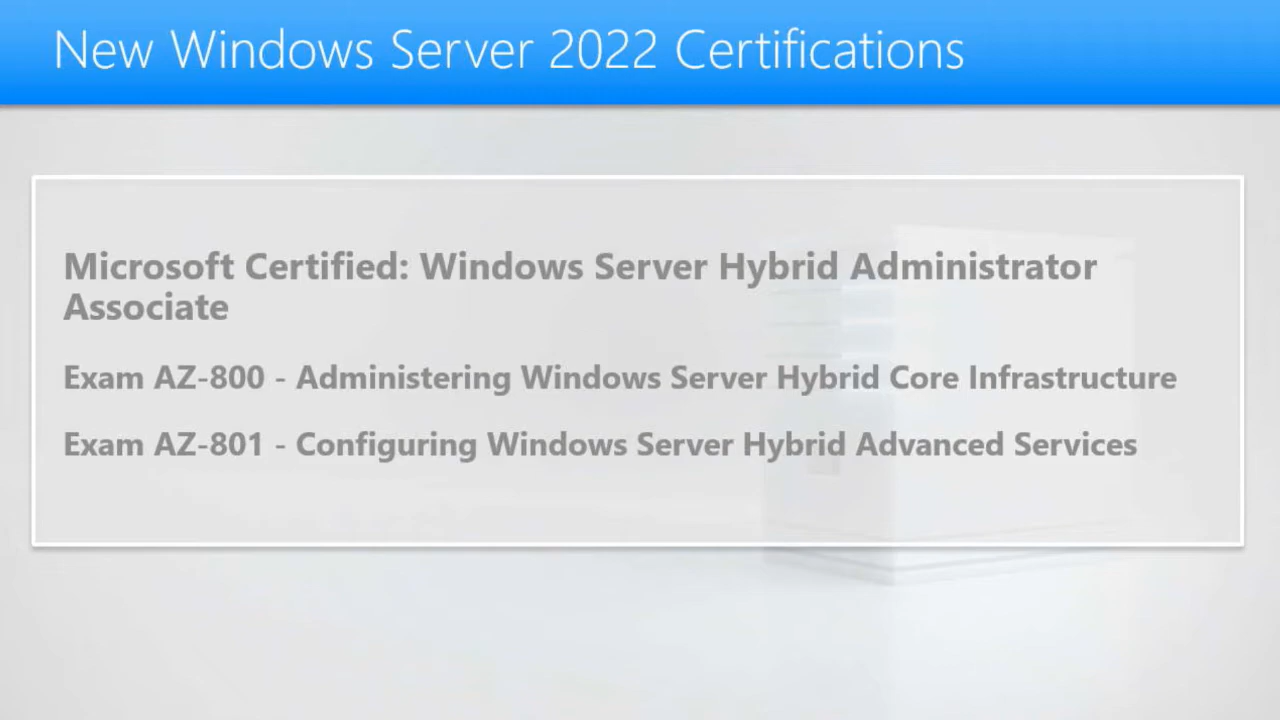 New Windows Server 2022 Certifications
Microsoft Certified: Windows Server Hybrid Administrator
Associate
Exam AZ-800 - Administering Windows Server Hybrid Core Infrastructure
Exam AZ-801 - Configuring Windows Server Hybrid Advanced Services